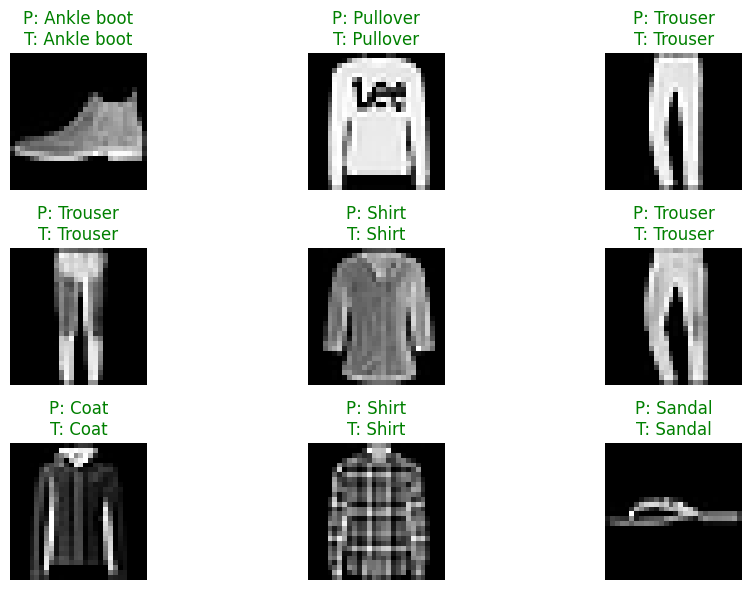 P: Ankle boot
T: Ankle boot
P: Pullover
T: Pullover
P: Trouser
T: Trouser
Lee
P: Trouser
T: Trouser
P: Shirt
T: Shirt
P: Trouser
T: Trouser
P: Coat
T: Coat
P: Shirt
T: Shirt
P: Sandal
T: Sandal